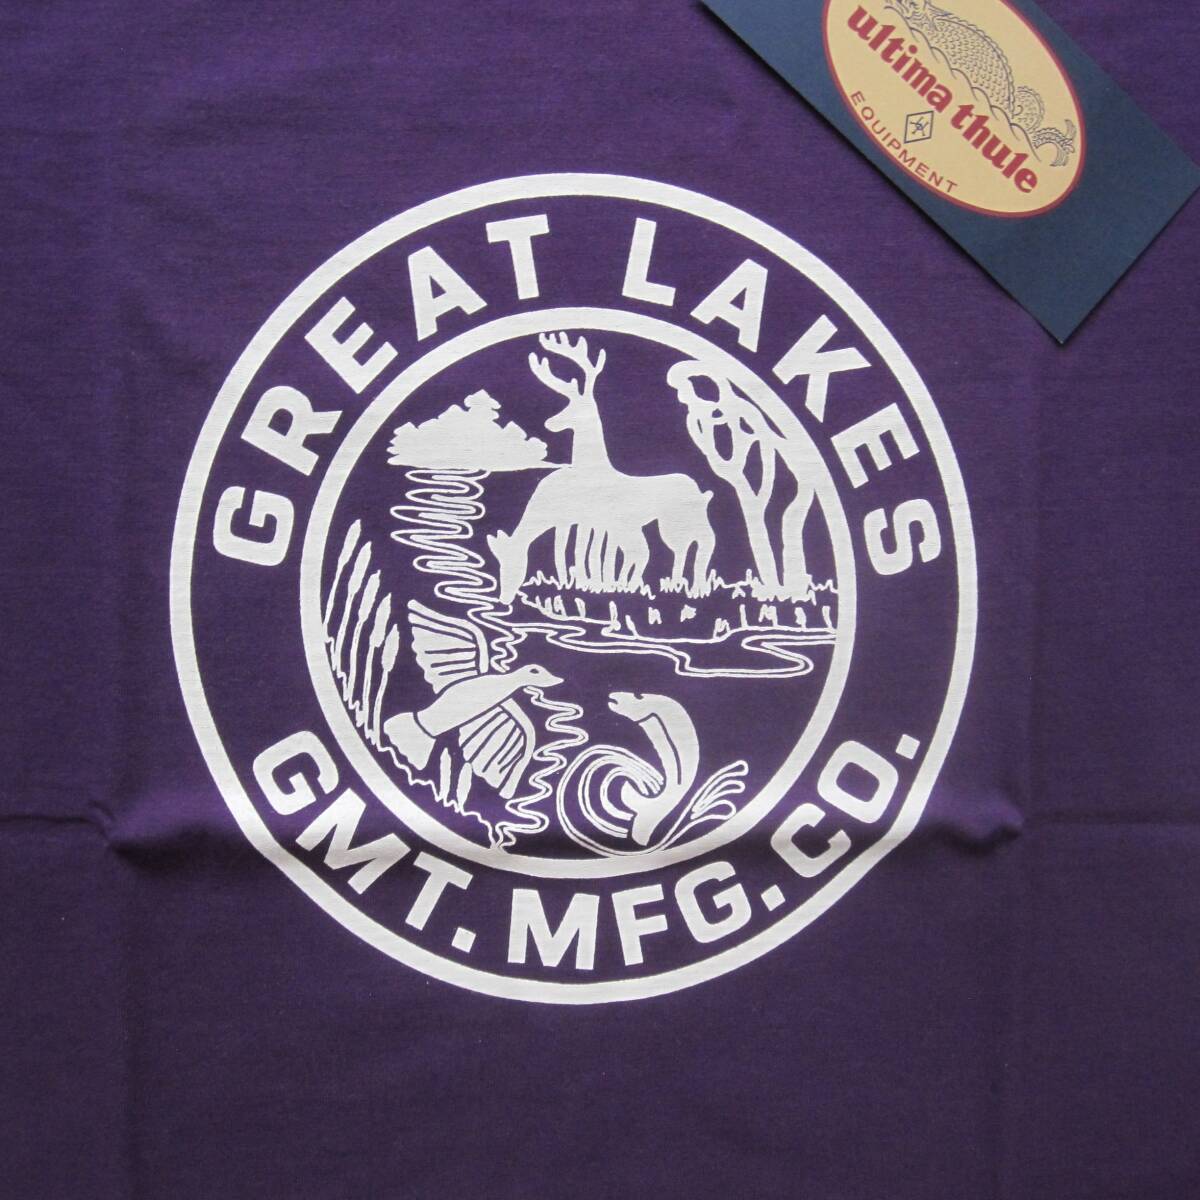 ultima thule
EQUIPMENT
GREAT LAKES
GMT. MFG. CO.